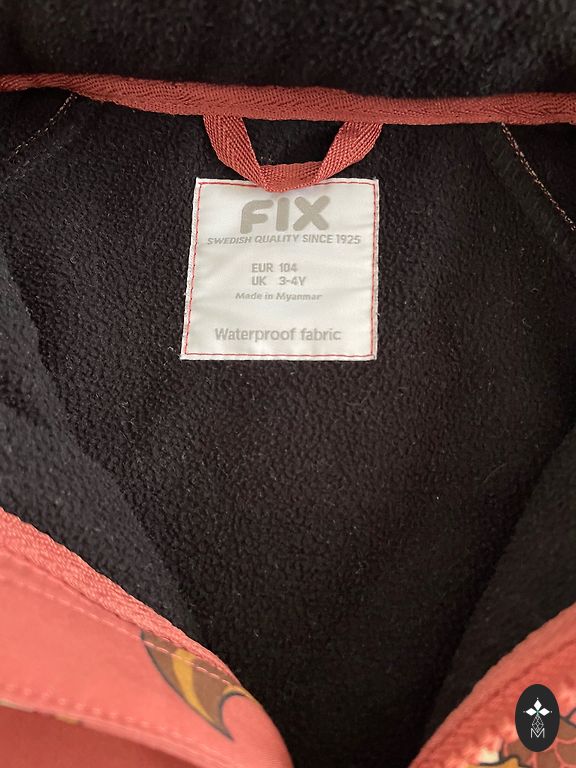 FIX
SWEDISH QUALITY SINCE 1925
EUR 104
UK 3-4Y
Made in Myanmar
Waterproof fabric
M